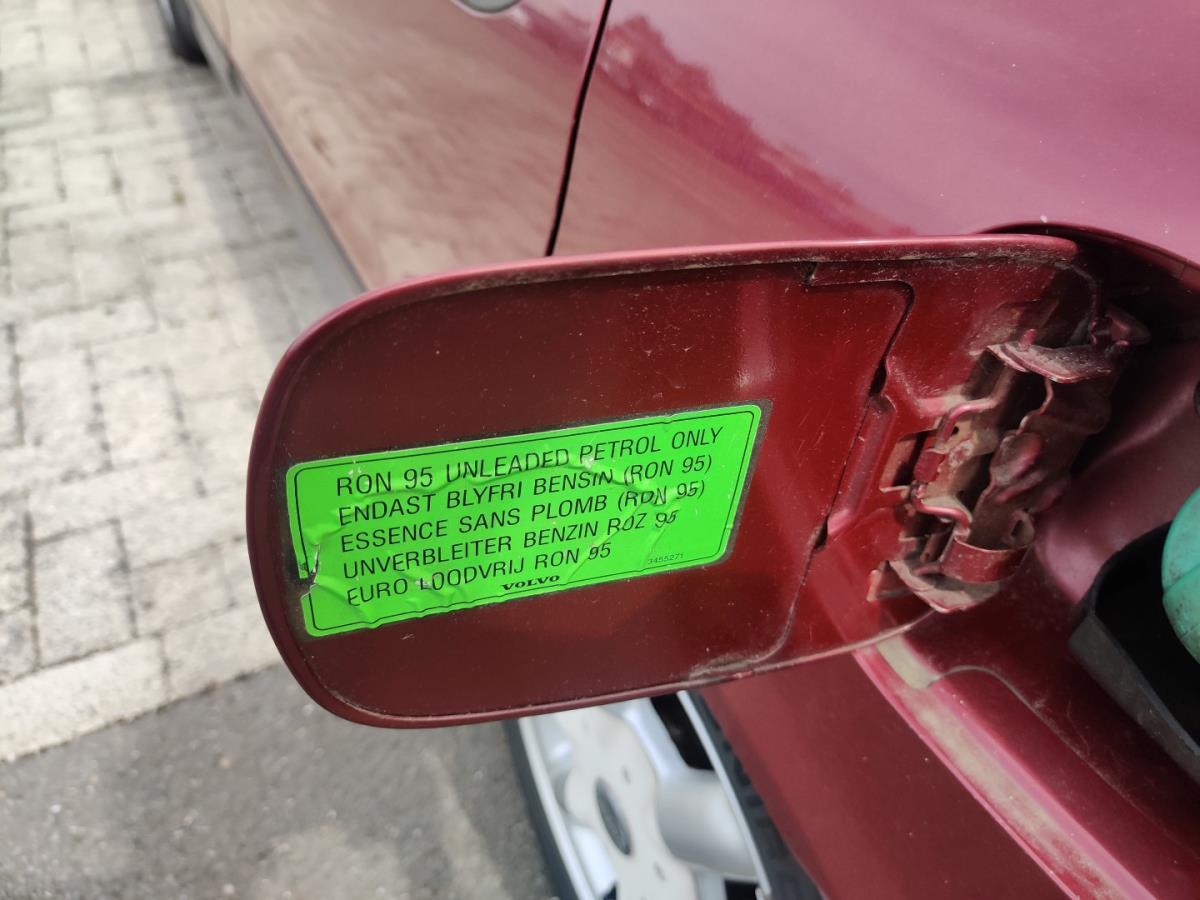 RON 95 UNLEADED PETROL ONLY
ENDAST BLYFRI BENSIN (RON 95)
ESSENCE SANS PLOMB (RON 95)
UNVERBLEITER BENZIN ROZ 95
EURO LOODVRIJ RON 95
3455271
VOLVO